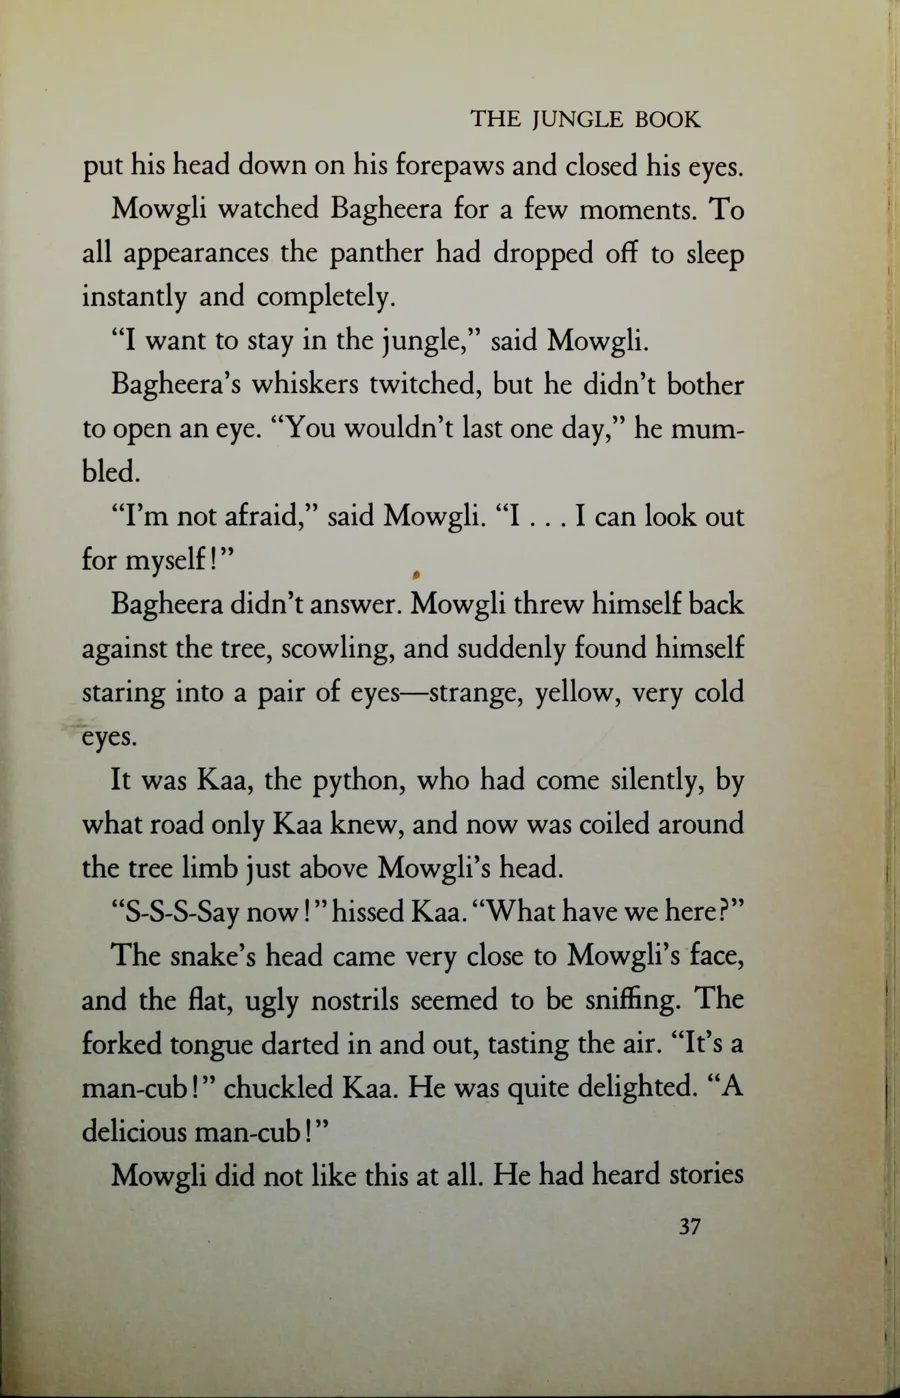 THE JUNGLE BOOK
put his head down on his forepaws and closed his eyes.
Mowgli watched Bagheera for a few moments. To
all appearances the panther had dropped off to sleep
instantly and completely.
“I want to stay in the jungle,” said Mowgli.
Bagheera’s whiskers twitched, but he didn’t bother
to open an eye. “You wouldn’t last one day,” he mum-
bled.
“I’m not afraid,” said Mowgli. “I . . . I can look out
for myself!”
Bagheera didn’t answer. Mowgli threw himself back
against the tree, scowling, and suddenly found himself
staring into a pair of eyes—strange, yellow, very cold
eyes.
It was Kaa, the python, who had come silently, by
what road only Kaa knew, and now was coiled around
the tree limb just above Mowgli’s head.
“S-S-S-Say now!” hissed Kaa. “What have we here?”
The snake’s head came very close to Mowgli’s face,
and the flat, ugly nostrils seemed to be sniffing. The
forked tongue darted in and out, tasting the air. “It’s a
man-cub!” chuckled Kaa. He was quite delighted. “A
delicious man-cub!”
Mowgli did not like this at all. He had heard stories
37